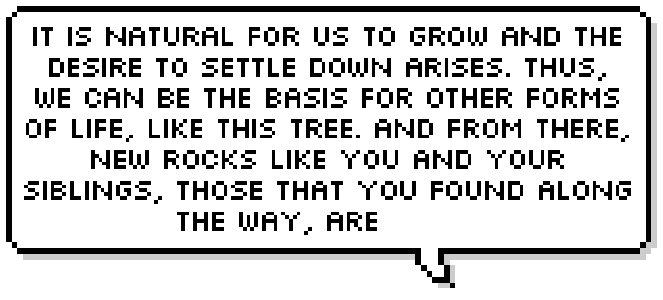 IT IS NATURAL FOR US TO GROW AND THE
DESIRE TO SETTLE DOWN ARISES. THUS,
WE CAN BE THE BASIS FOR OTHER FORMS
OF LIFE, LIKE THIS TREE. AND FROM THERE,
NEW ROCKS LIKE YOU AND YOUR
SIBLINGS, THOSE THAT YOU FOUND ALONG
THE WAY, ARE